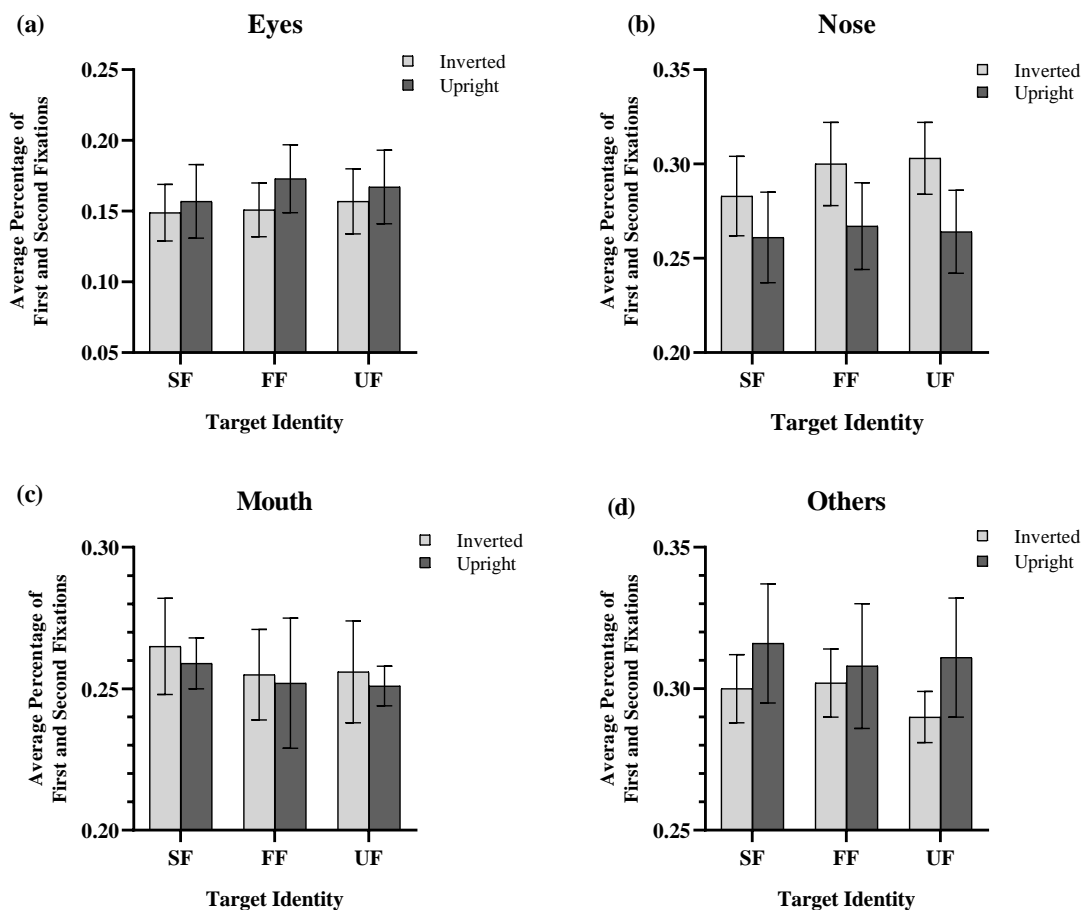 (a)
Eyes
Inverted
Upright
Average Percentage of
First and Second Fixations
0.25
0.20
0.15
0.10
0.05
SF FF UF
Target Identity
(b)
Nose
Inverted
Upright
Average Percentage of
First and Second Fixations
0.35
0.30
0.25
0.20
SF FF UF
Target Identity
(c)
Mouth
Inverted
Upright
Average Percentage of
First and Second Fixations
0.30
0.25
0.20
SF FF UF
Target Identity
(d)
Others
Inverted
Upright
Average Percentage of
First and Second Fixations
0.35
0.30
0.25
SF FF UF
Target Identity